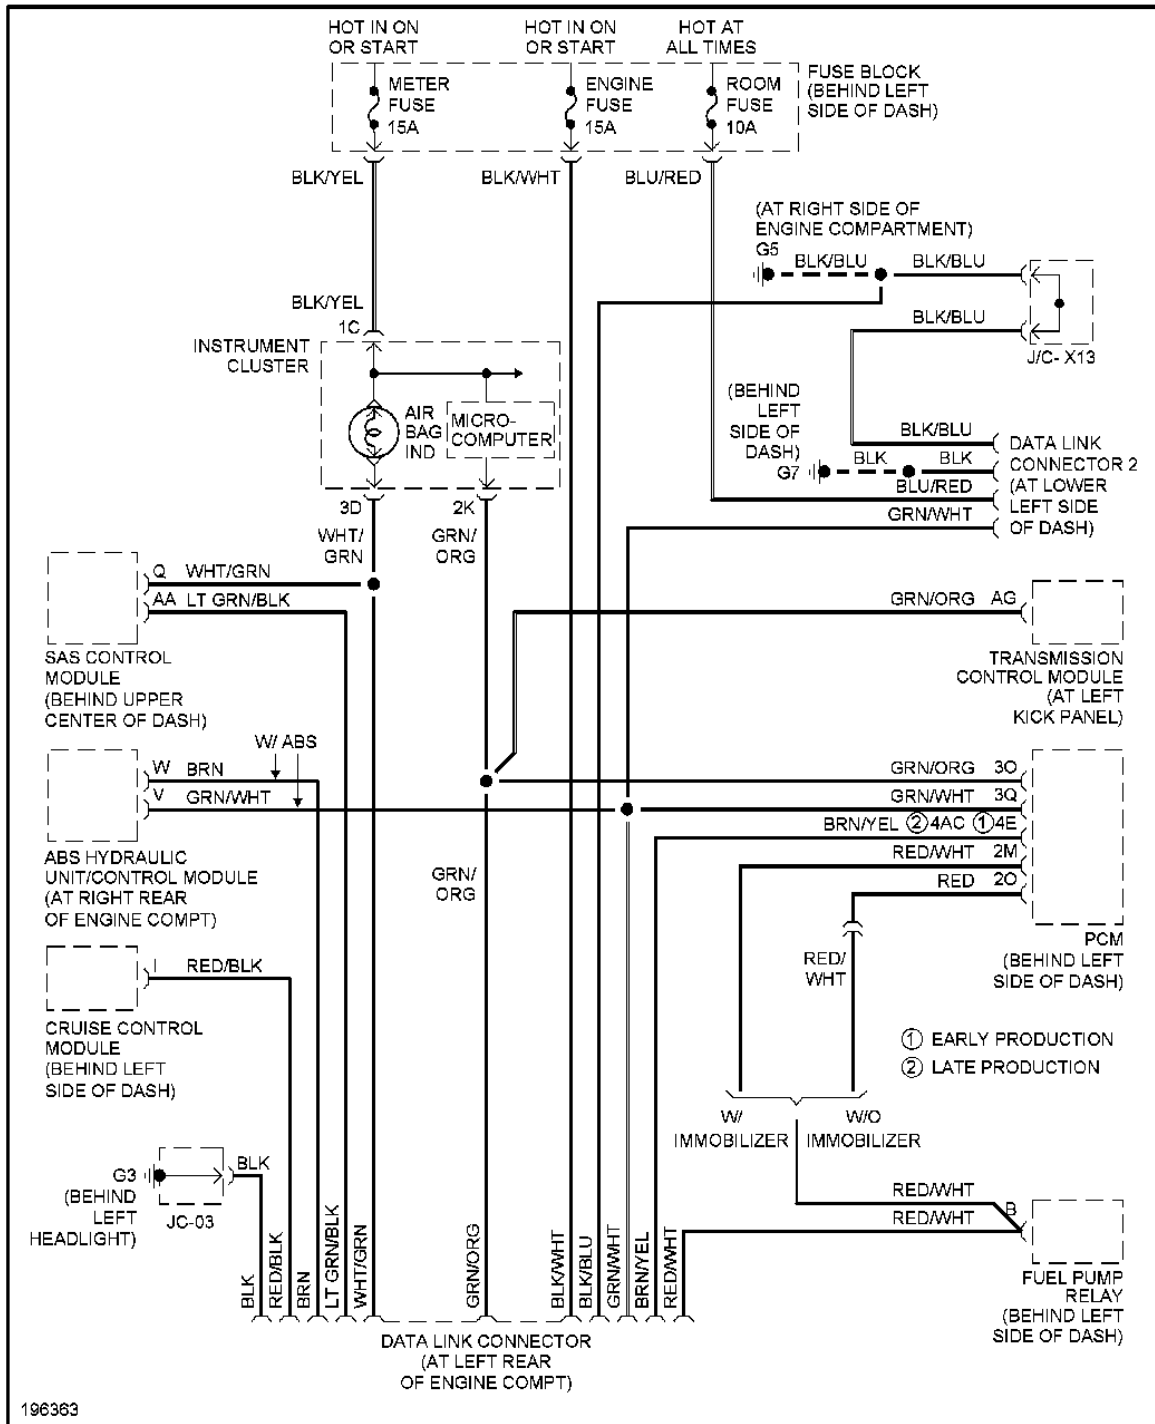 HOT IN ON
OR START
HOT IN ON
OR START
HOT AT
ALL TIMES
METER
FUSE
15A
ENGINE
FUSE
15A
ROOM
FUSE
10A
FUSE BLOCK
(BEHIND LEFT
SIDE OF DASH)
BLK/YEL
BLK/WHT
BLU/RED
(AT RIGHT SIDE OF
ENGINE COMPARTMENT)
G5
BLK/BLU
BLK/BLU
BLK/BLU
J/C- X13
BLK/YEL
1C
INSTRUMENT
CLUSTER
AIR
BAG
IND
MICRO-
COMPUTER
(BEHIND
LEFT
SIDE OF
DASH)
G7
BLK/BLU
BLK
BLK
BLU/RED
GRN/WHT
DATA LINK
CONNECTOR 2
(AT LOWER
LEFT SIDE
OF DASH)
3D
2K
WHT/
GRN
GRN/
ORG
Q WHT/GRN
AA LT GRN/BLK
SAS CONTROL
MODULE
(BEHIND UPPER
CENTER OF DASH)
GRN/ORG AG
TRANSMISSION
CONTROL MODULE
(AT LEFT
KICK PANEL)
W/ ABS
W BRN
V GRN/WHT
ABS HYDRAULIC
UNIT/CONTROL MODULE
(AT RIGHT REAR
OF ENGINE COMPT)
GRN/
ORG
GRN/ORG 3O
GRN/WHT 3Q
BRN/YEL ②4AC ①4E
RED/WHT 2M
RED 2O
RED/
WHT
PCM
(BEHIND LEFT
SIDE OF DASH)
I RED/BLK
CRUISE CONTROL
MODULE
(BEHIND LEFT
SIDE OF DASH)
① EARLY PRODUCTION
② LATE PRODUCTION
W/
IMMOBILIZER
W/O
IMMOBILIZER
G3
(BEHIND
LEFT
HEADLIGHT)
BLK
JC-03
RED/WHT
RED/WHT
B
FUEL PUMP
RELAY
(BEHIND LEFT
SIDE OF DASH)
BLK
RED/BLK
BRN
LT GRN/BLK
WHT/GRN
GRN/ORG
BLK/WHT
BLK/BLU
GRN/WHT
BRN/YEL
RED/WHT
DATA LINK CONNECTOR
(AT LEFT REAR
OF ENGINE COMPT)
196363